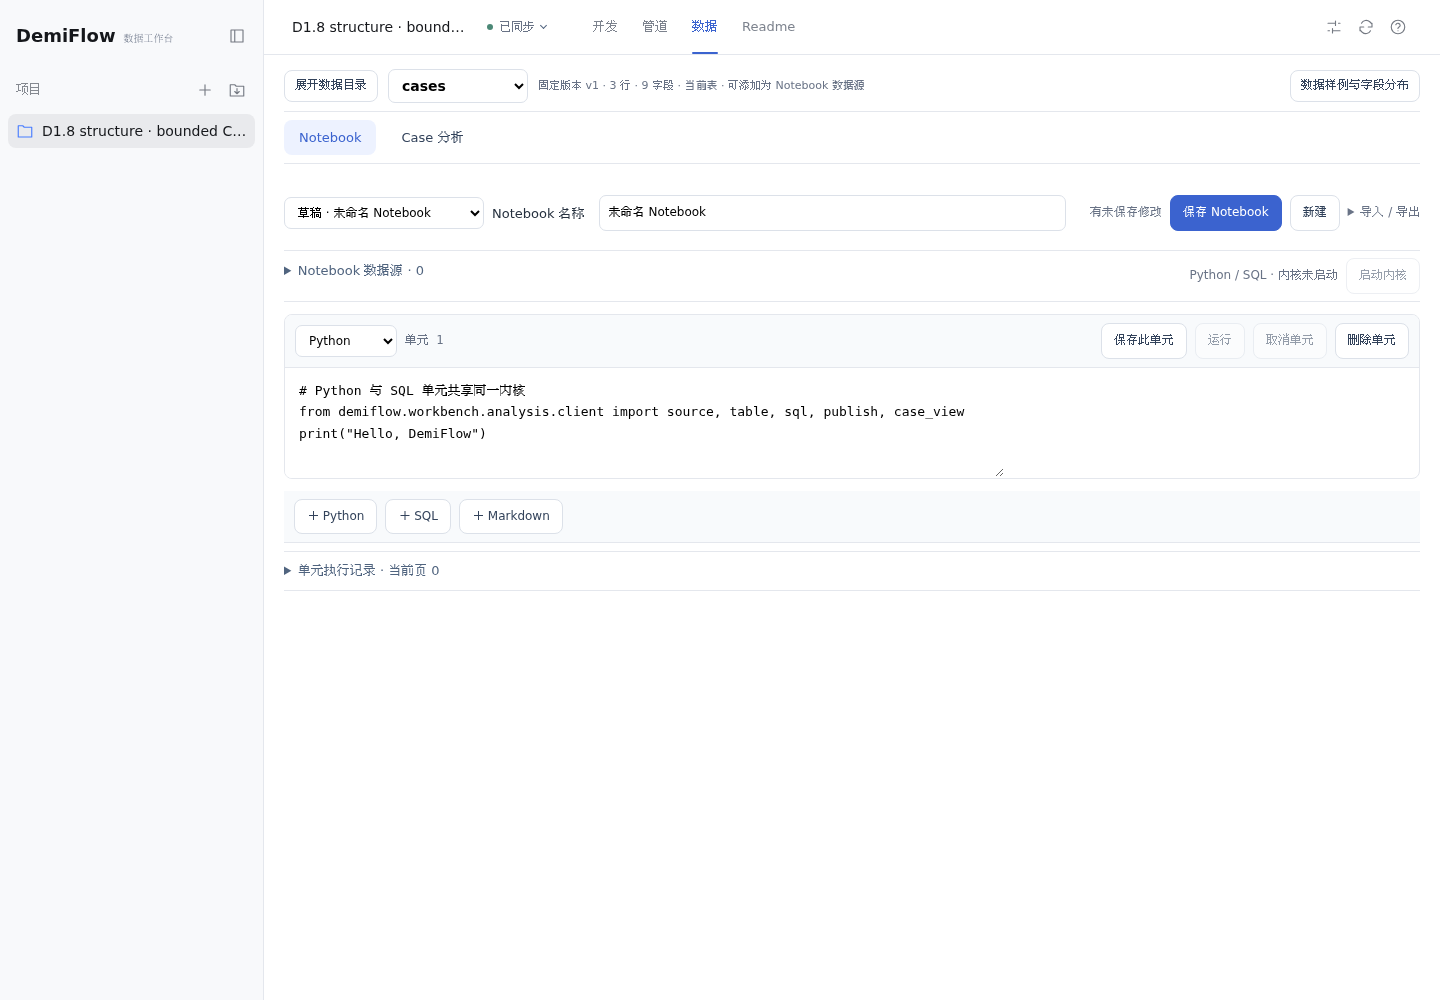 DemiFlow 数据工作台
项目
D1.8 structure · bounded C...
D1.8 structure · bound... 已同步 开发 管道 数据 Readme
展开数据目录 cases 固定版本 v1 · 3 行 · 9 字段 · 当前表 · 可添加为 Notebook 数据源 数据样例与字段分布
Notebook Case 分析
草稿 · 未命名 Notebook Notebook 名称 未命名 Notebook 有未保存修改 保存 Notebook 新建 导入 / 导出
Notebook 数据源 · 0 Python / SQL · 内核未启动 启动内核
Python 单元 1 保存此单元 运行 取消单元 删除单元
# Python 与 SQL 单元共享同一内核
from demiflow.workbench.analysis.client import source, table, sql, publish, case_view
print("Hello, DemiFlow")
+ Python + SQL + Markdown
单元执行记录 · 当前页 0